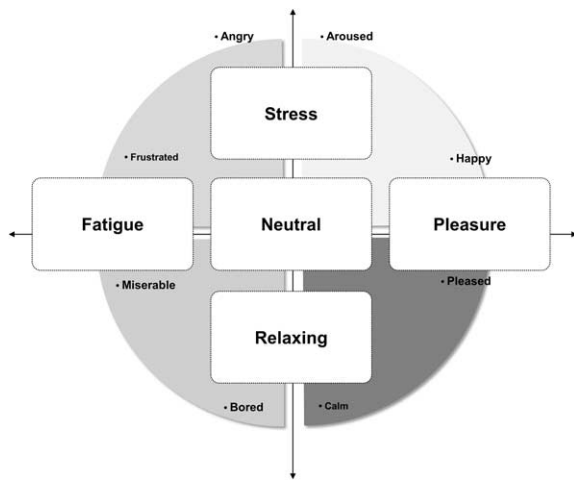 • Angry
• Aroused
Stress
• Frustrated
• Happy
Fatigue
Neutral
Pleasure
• Miserable
• Pleased
Relaxing
• Bored
• Calm